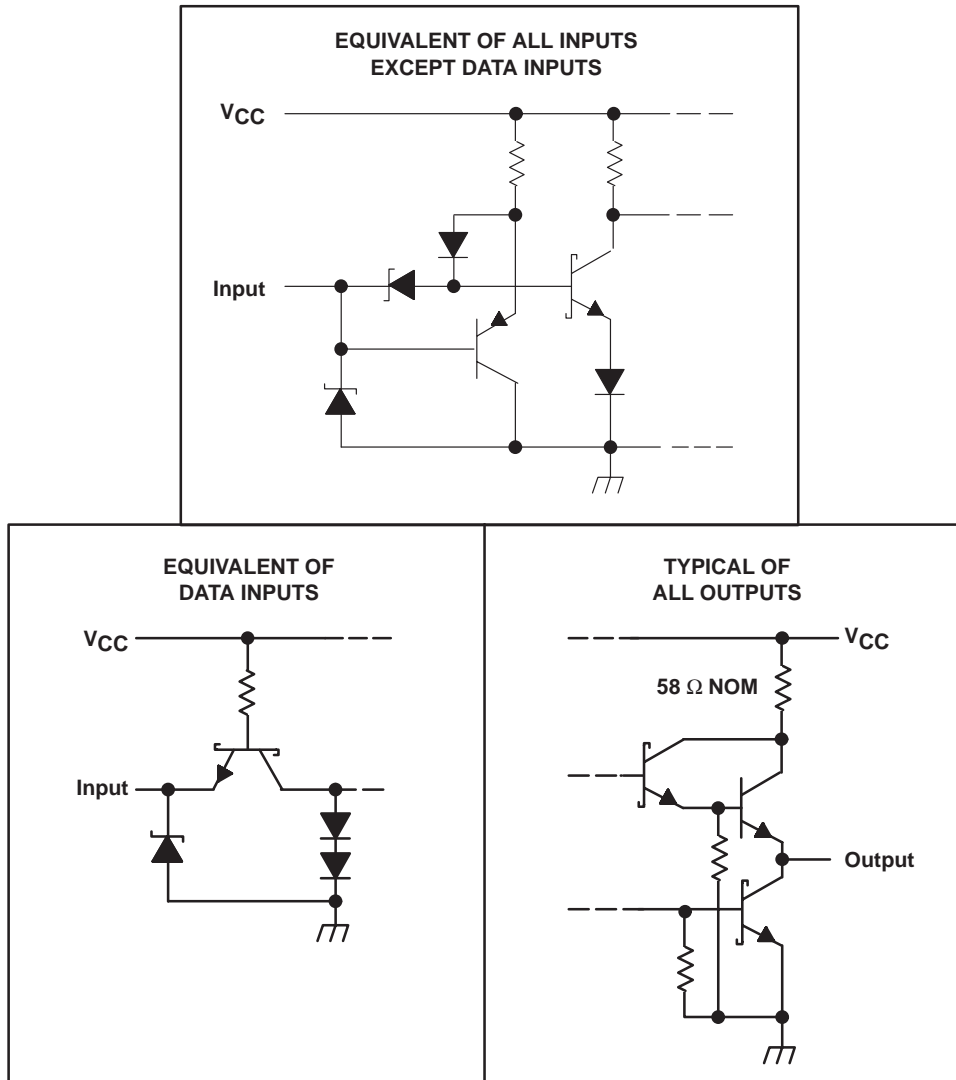 EQUIVALENT OF ALL INPUTS
EXCEPT DATA INPUTS
VCC
Input
EQUIVALENT OF
DATA INPUTS
VCC
Input
TYPICAL OF
ALL OUTPUTS
VCC
58 Ω NOM
Output